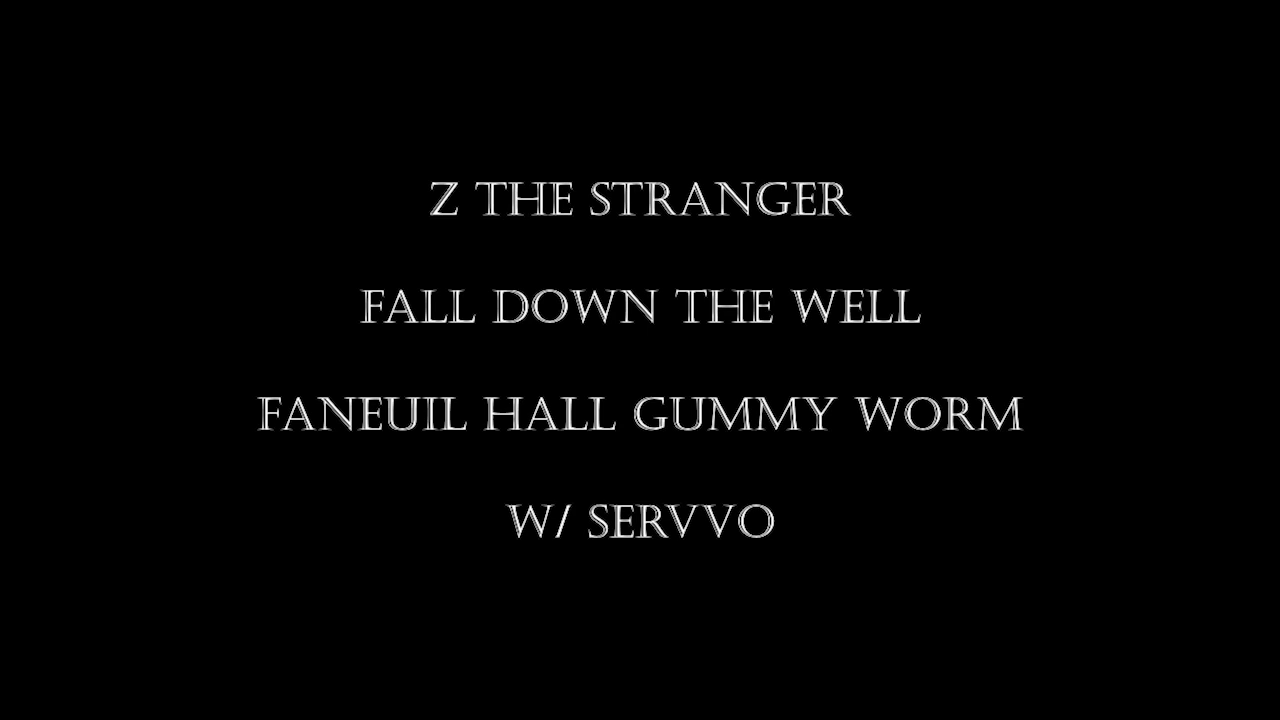 Z THE STRANGER
FALL DOWN THE WELL
FANEUIL HALL GUMMY WORM
W/ SERVVO